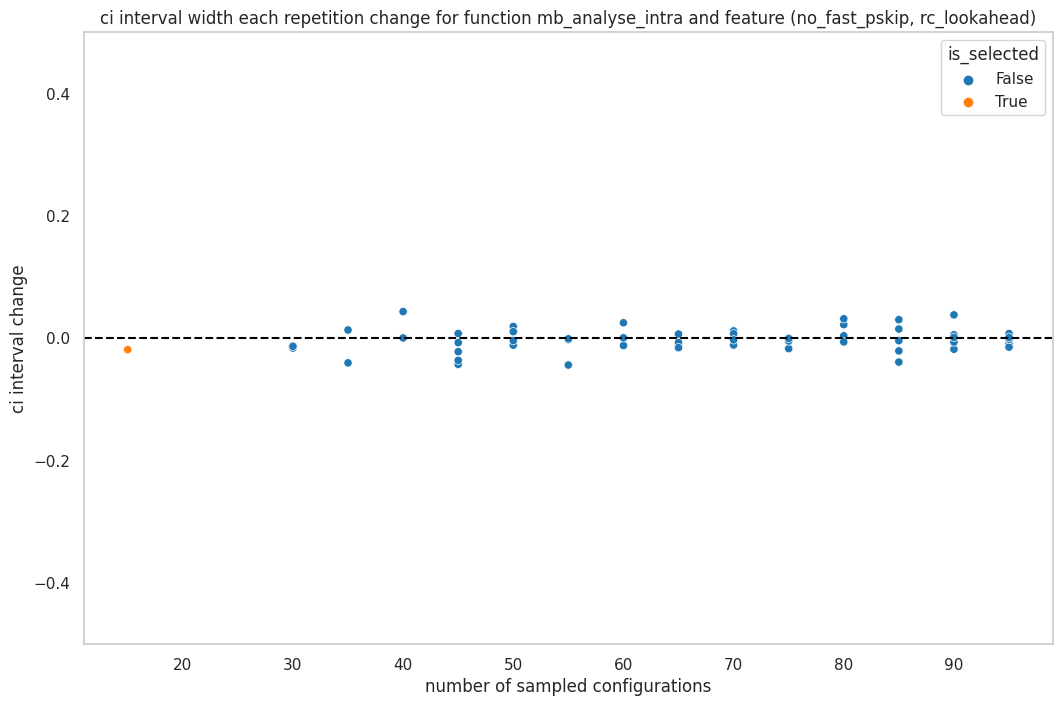 ci interval width each repetition change for function mb_analyse_intra and feature (no_fast_pskip, rc_lookahead)
is_selected
False
True
0.4
0.2
0.0
−0.2
−0.4
ci interval change
20 30 40 50 60 70 80 90
number of sampled configurations